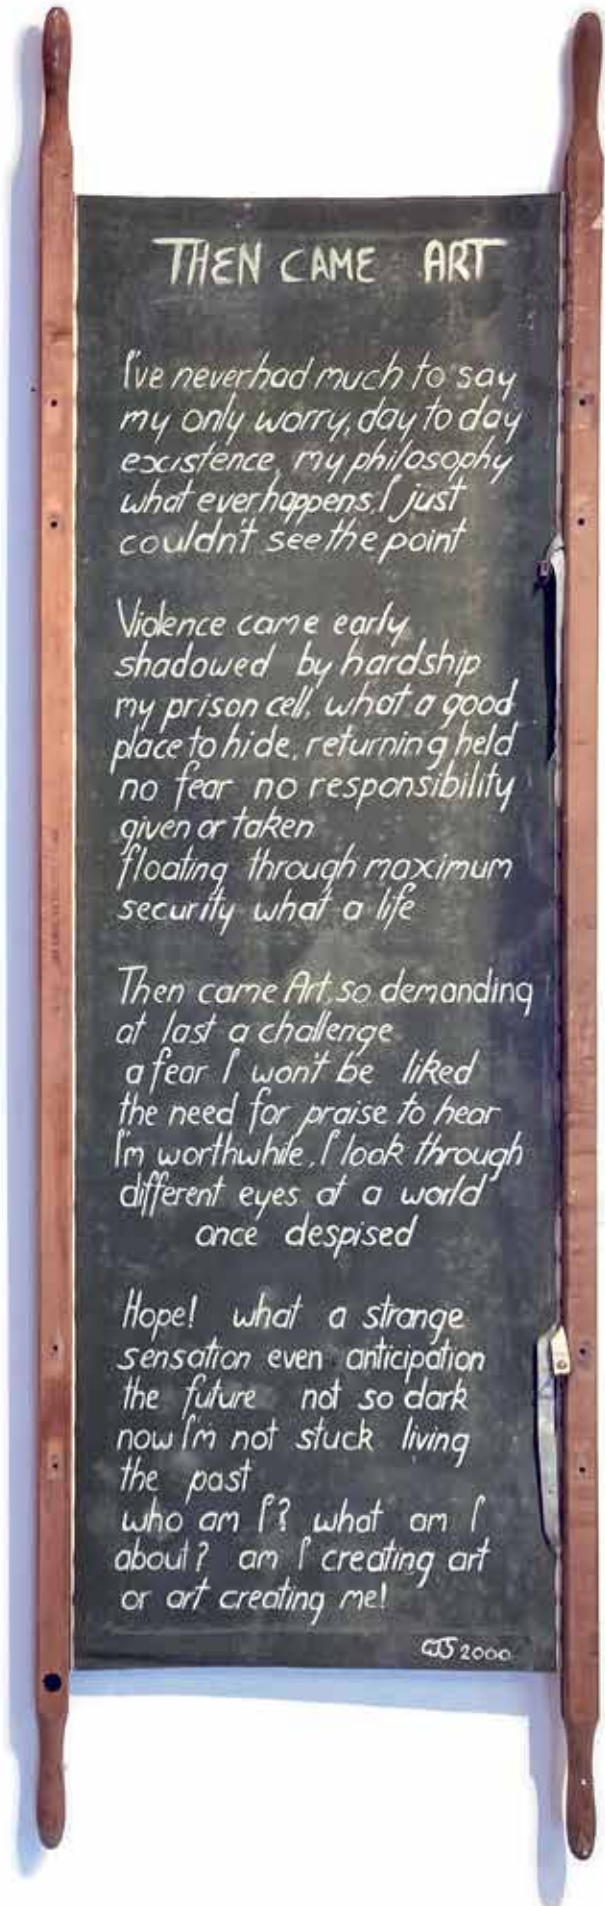 THEN CAME ART
I've never had much to say
my only worry, day to day
excistence, my philosophy
what ever happens, I just
couldn't see the point
Violence came early
shadowed by hardship
my prison cell, what a good
place to hide, returning held
no fear no responsibility
given or taken
floating through maximum
security what a life
Then came Art, so demanding
at last a challenge
a fear I won't be liked
the need for praise to hear
I'm worthwhile, I look through
different eyes at a world
once despised
Hope! what a strange
sensation even anticipation
the future not so dark
now I'm not stuck living
the past
who am I? what am I
about? am I creating art
or art creating me!
2000